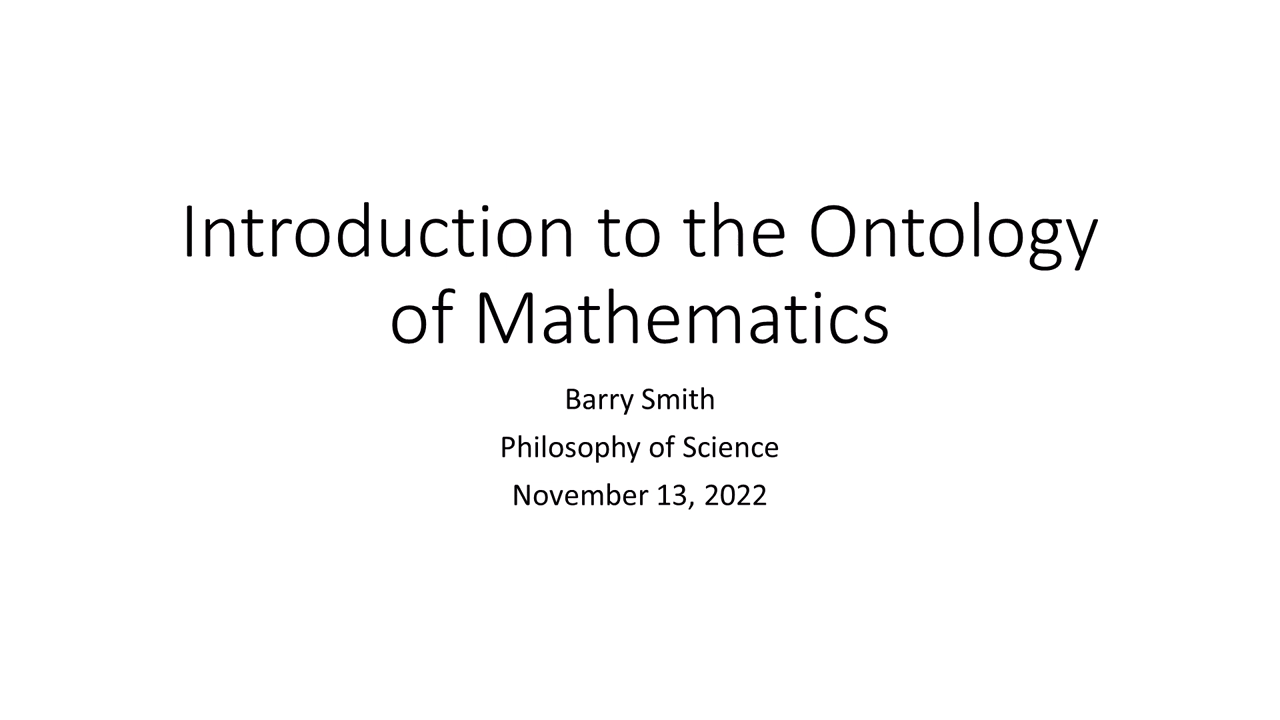 Introduction to the Ontology
of Mathematics
Barry Smith
Philosophy of Science
November 13, 2022